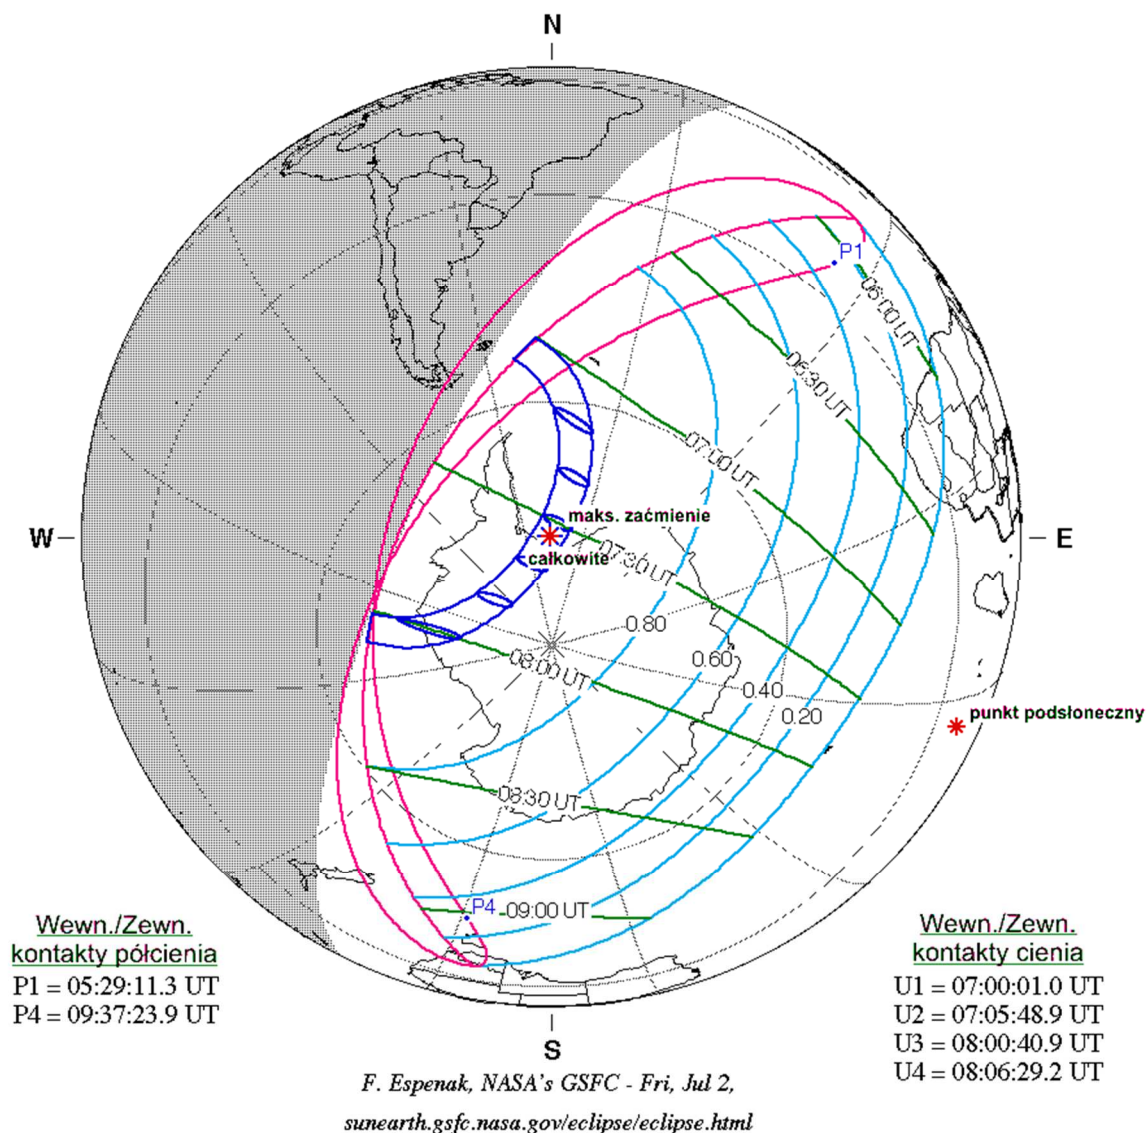 N
P1
06:00 UT
06:30 UT
07:00 UT
maks. zaćmienie
W
E
całkowite
07:30 UT
0.80
08:00 UT
0.60
0.40
0.20
punkt podsłoneczny
08:30 UT
P4
09:00 UT
Wewn./Zewn.
kontakty półcienia
P1 = 05:29:11.3 UT
P4 = 09:37:23.9 UT
Wewn./Zewn.
kontakty cienia
U1 = 07:00:01.0 UT
U2 = 07:05:48.9 UT
U3 = 08:00:40.9 UT
U4 = 08:06:29.2 UT
S
F. Espenak, NASA's GSFC - Fri, Jul 2,
sunearth.gsfc.nasa.gov/eclipse/eclipse.html